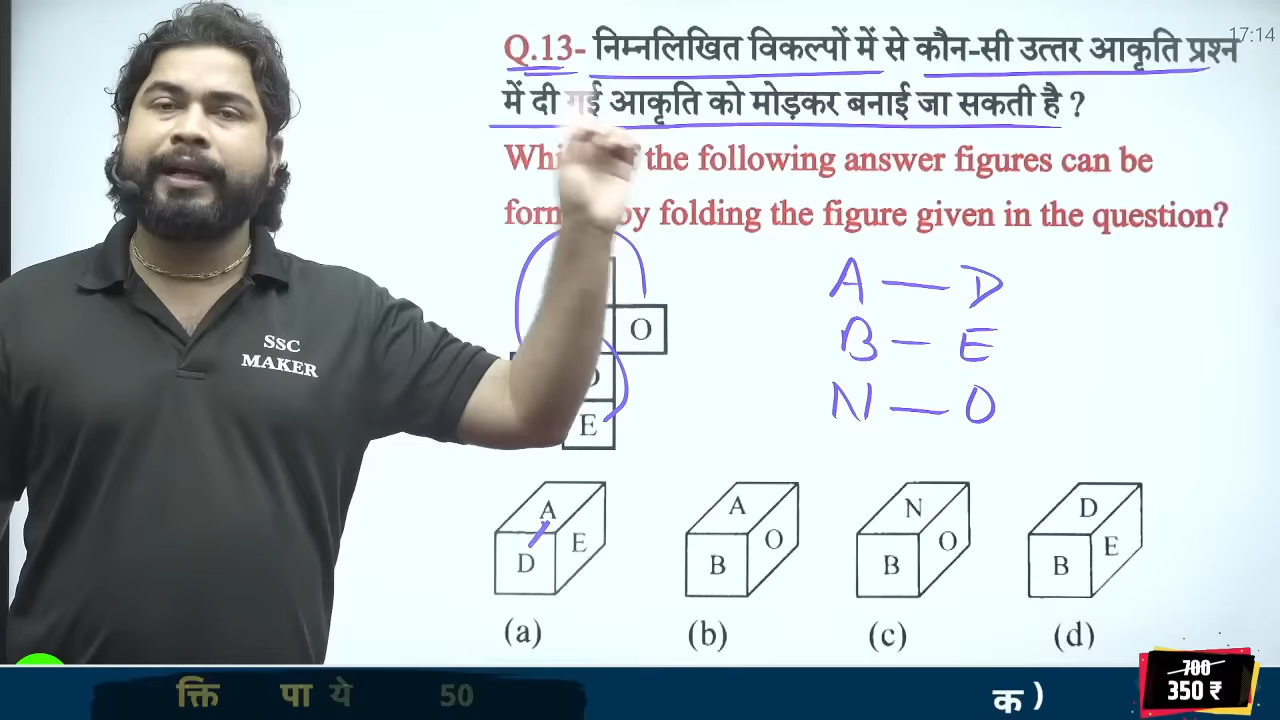 17:14
Q.13- निम्नलिखित विकल्पों में से कौन-सी उत्तर आकृति प्रश्न
में दी गई आकृति को मोड़कर बनाई जा सकती है ?
the following answer figures can be
by folding the figure given in the question?
SSC
MAKER
O
E
A — D
B — E
N — O
A
D
E
A
B
O
N
B
O
D
B
E
(a)
(b)
(c)
(d)
क्ति पा ये 50
क )
700
350 ₹